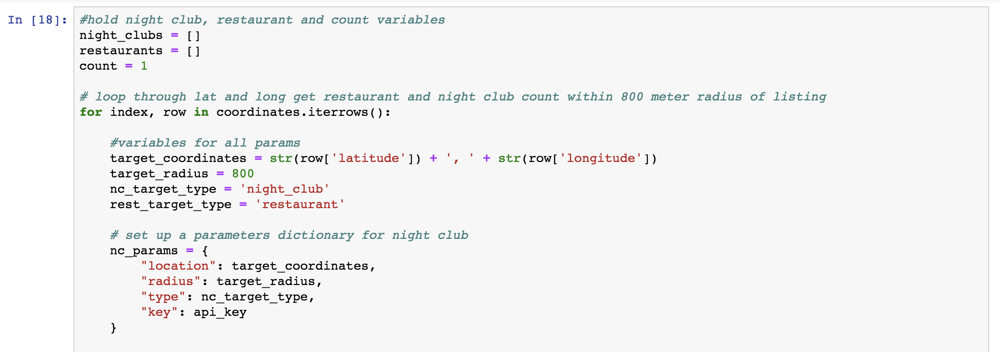 In [18]: #hold night club, restaurant and count variables
night_clubs = []
restaurants = []
count = 1
# loop through lat and long get restaurant and night club count within 800 meter radius of listing
for index, row in coordinates.iterrows():
#variables for all params
target_coordinates = str(row['latitude']) + ', ' + str(row['longitude'])
target_radius = 800
nc_target_type = 'night_club'
rest_target_type = 'restaurant'
# set up a parameters dictionary for night club
nc_params = {
"location": target_coordinates,
"radius": target_radius,
"type": nc_target_type,
"key": api_key
}